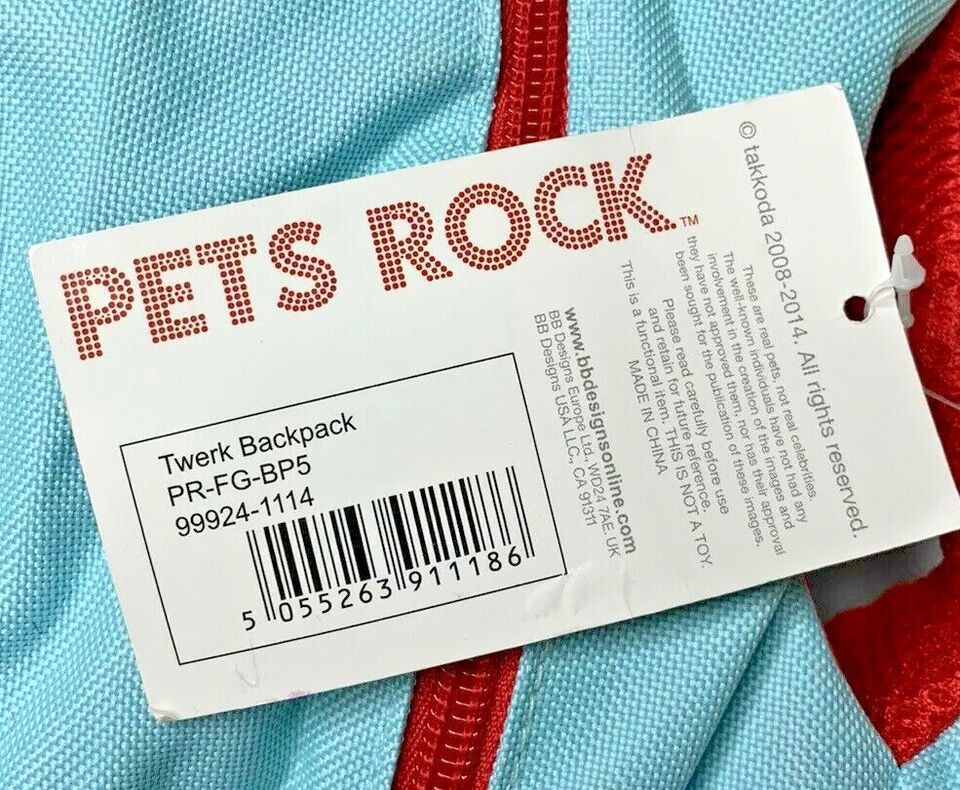 PETS ROCK™
Twerk Backpack
PR-FG-BP5
99924-1114
5 055263 911186
© takkoda 2008-2014. All rights reserved.
These are real pets, not real celebrities.
The well-known individuals have not had any
involvement in the creation of the images and
they have not approved them, nor has their approval
been sought for the publication of these images.
Please read carefully before use
and retain for future reference.
This is a functional item. THIS IS NOT A TOY.
MADE IN CHINA
www.bbdesignsonline.com
BB Designs Europe Ltd. WD24 7AE. UK
BB Designs USA LLC., CA 91311